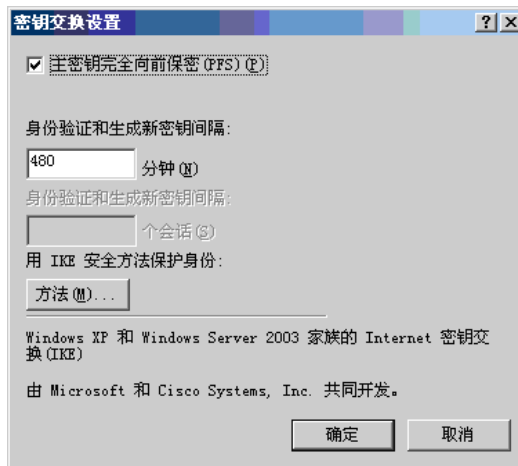 密钥交换设置
主密钥完全向前保密(PFS)(P)
身份验证和生成新密钥间隔:
480 分钟(N)
身份验证和生成新密钥间隔:
个会话(S)
用 IKE 安全方法保护身份:
方法(M)...
Windows XP 和 Windows Server 2003 家族的 Internet 密钥交
换(IKE)
由 Microsoft 和 Cisco Systems, Inc. 共同开发。
确定 取消